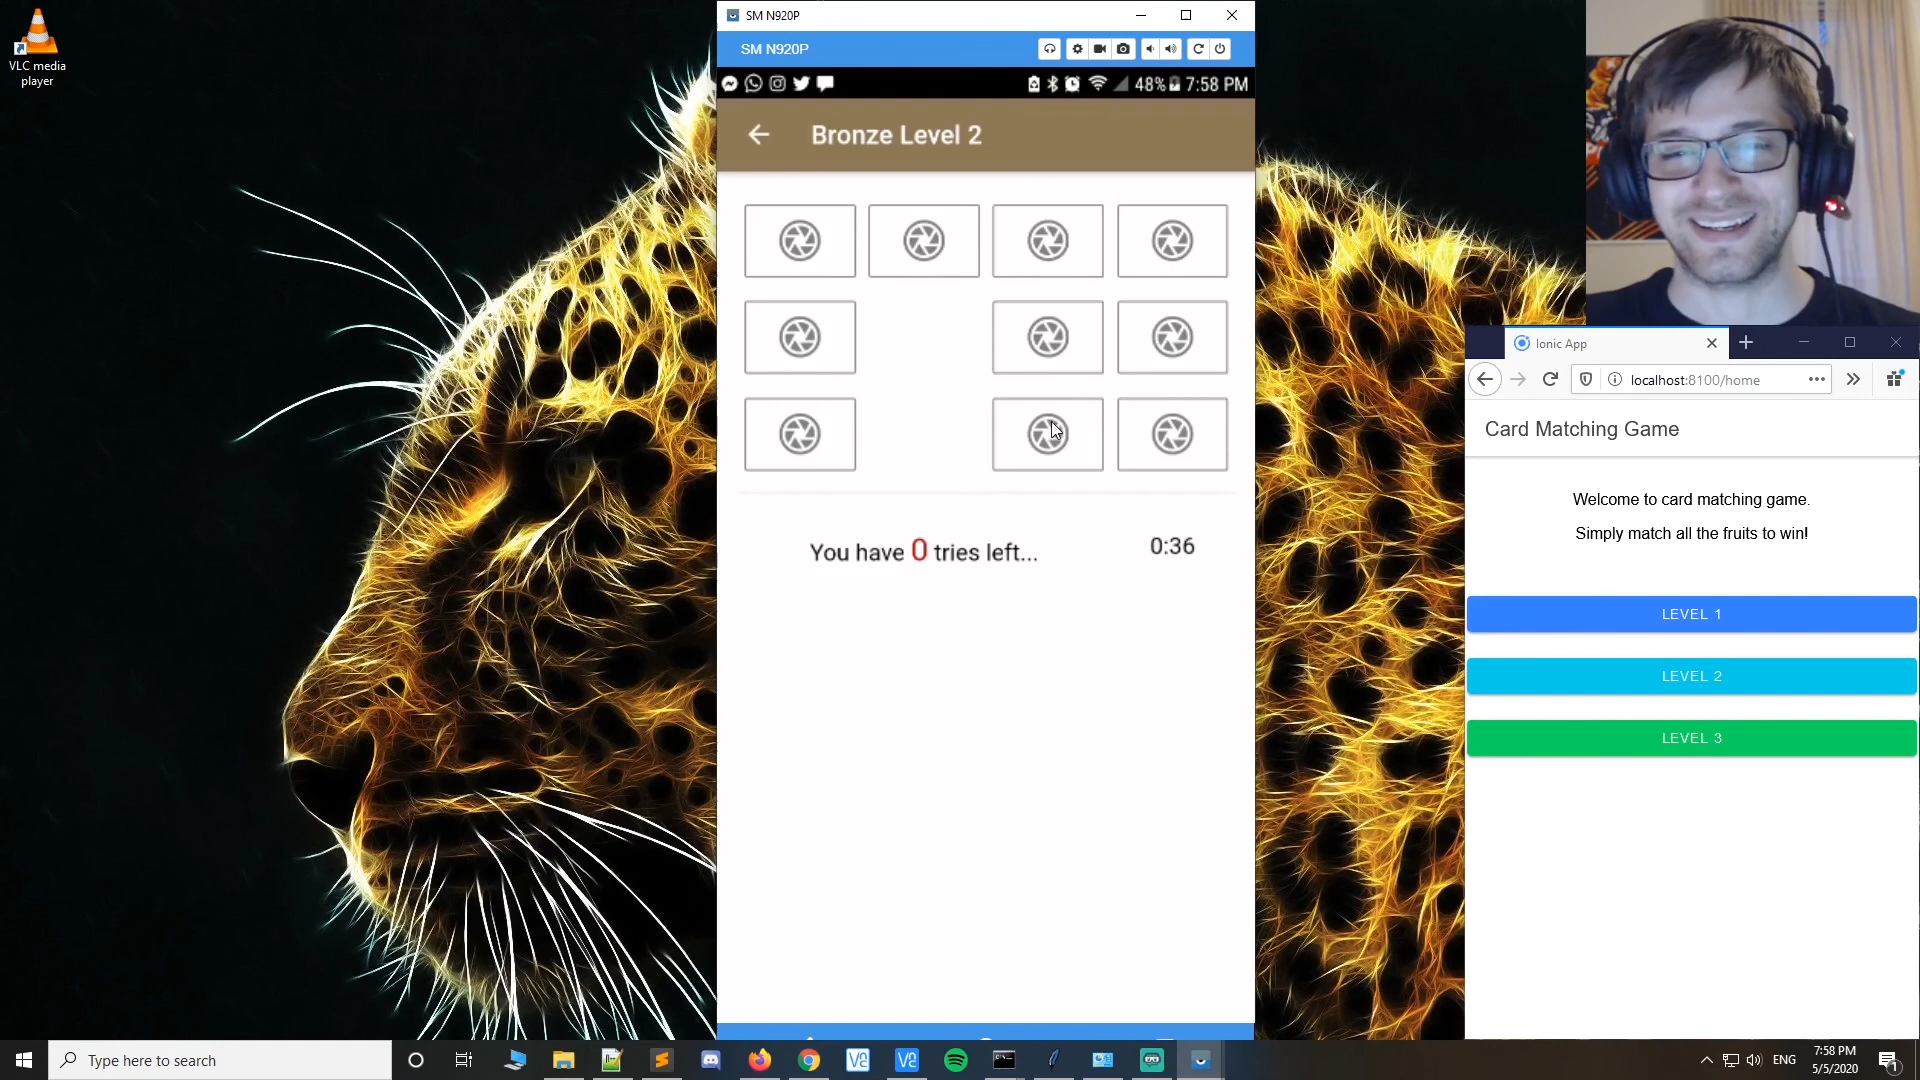 VLC media
player
SM N920P
SM N920P
48% 7:58 PM
Bronze Level 2
You have 0 tries left...
0:36
Ionic App
localhost:8100/home
Card Matching Game
Welcome to card matching game.
Simply match all the fruits to win!
LEVEL 1
LEVEL 2
LEVEL 3
Type here to search
ENG
7:58 PM
5/5/2020
1